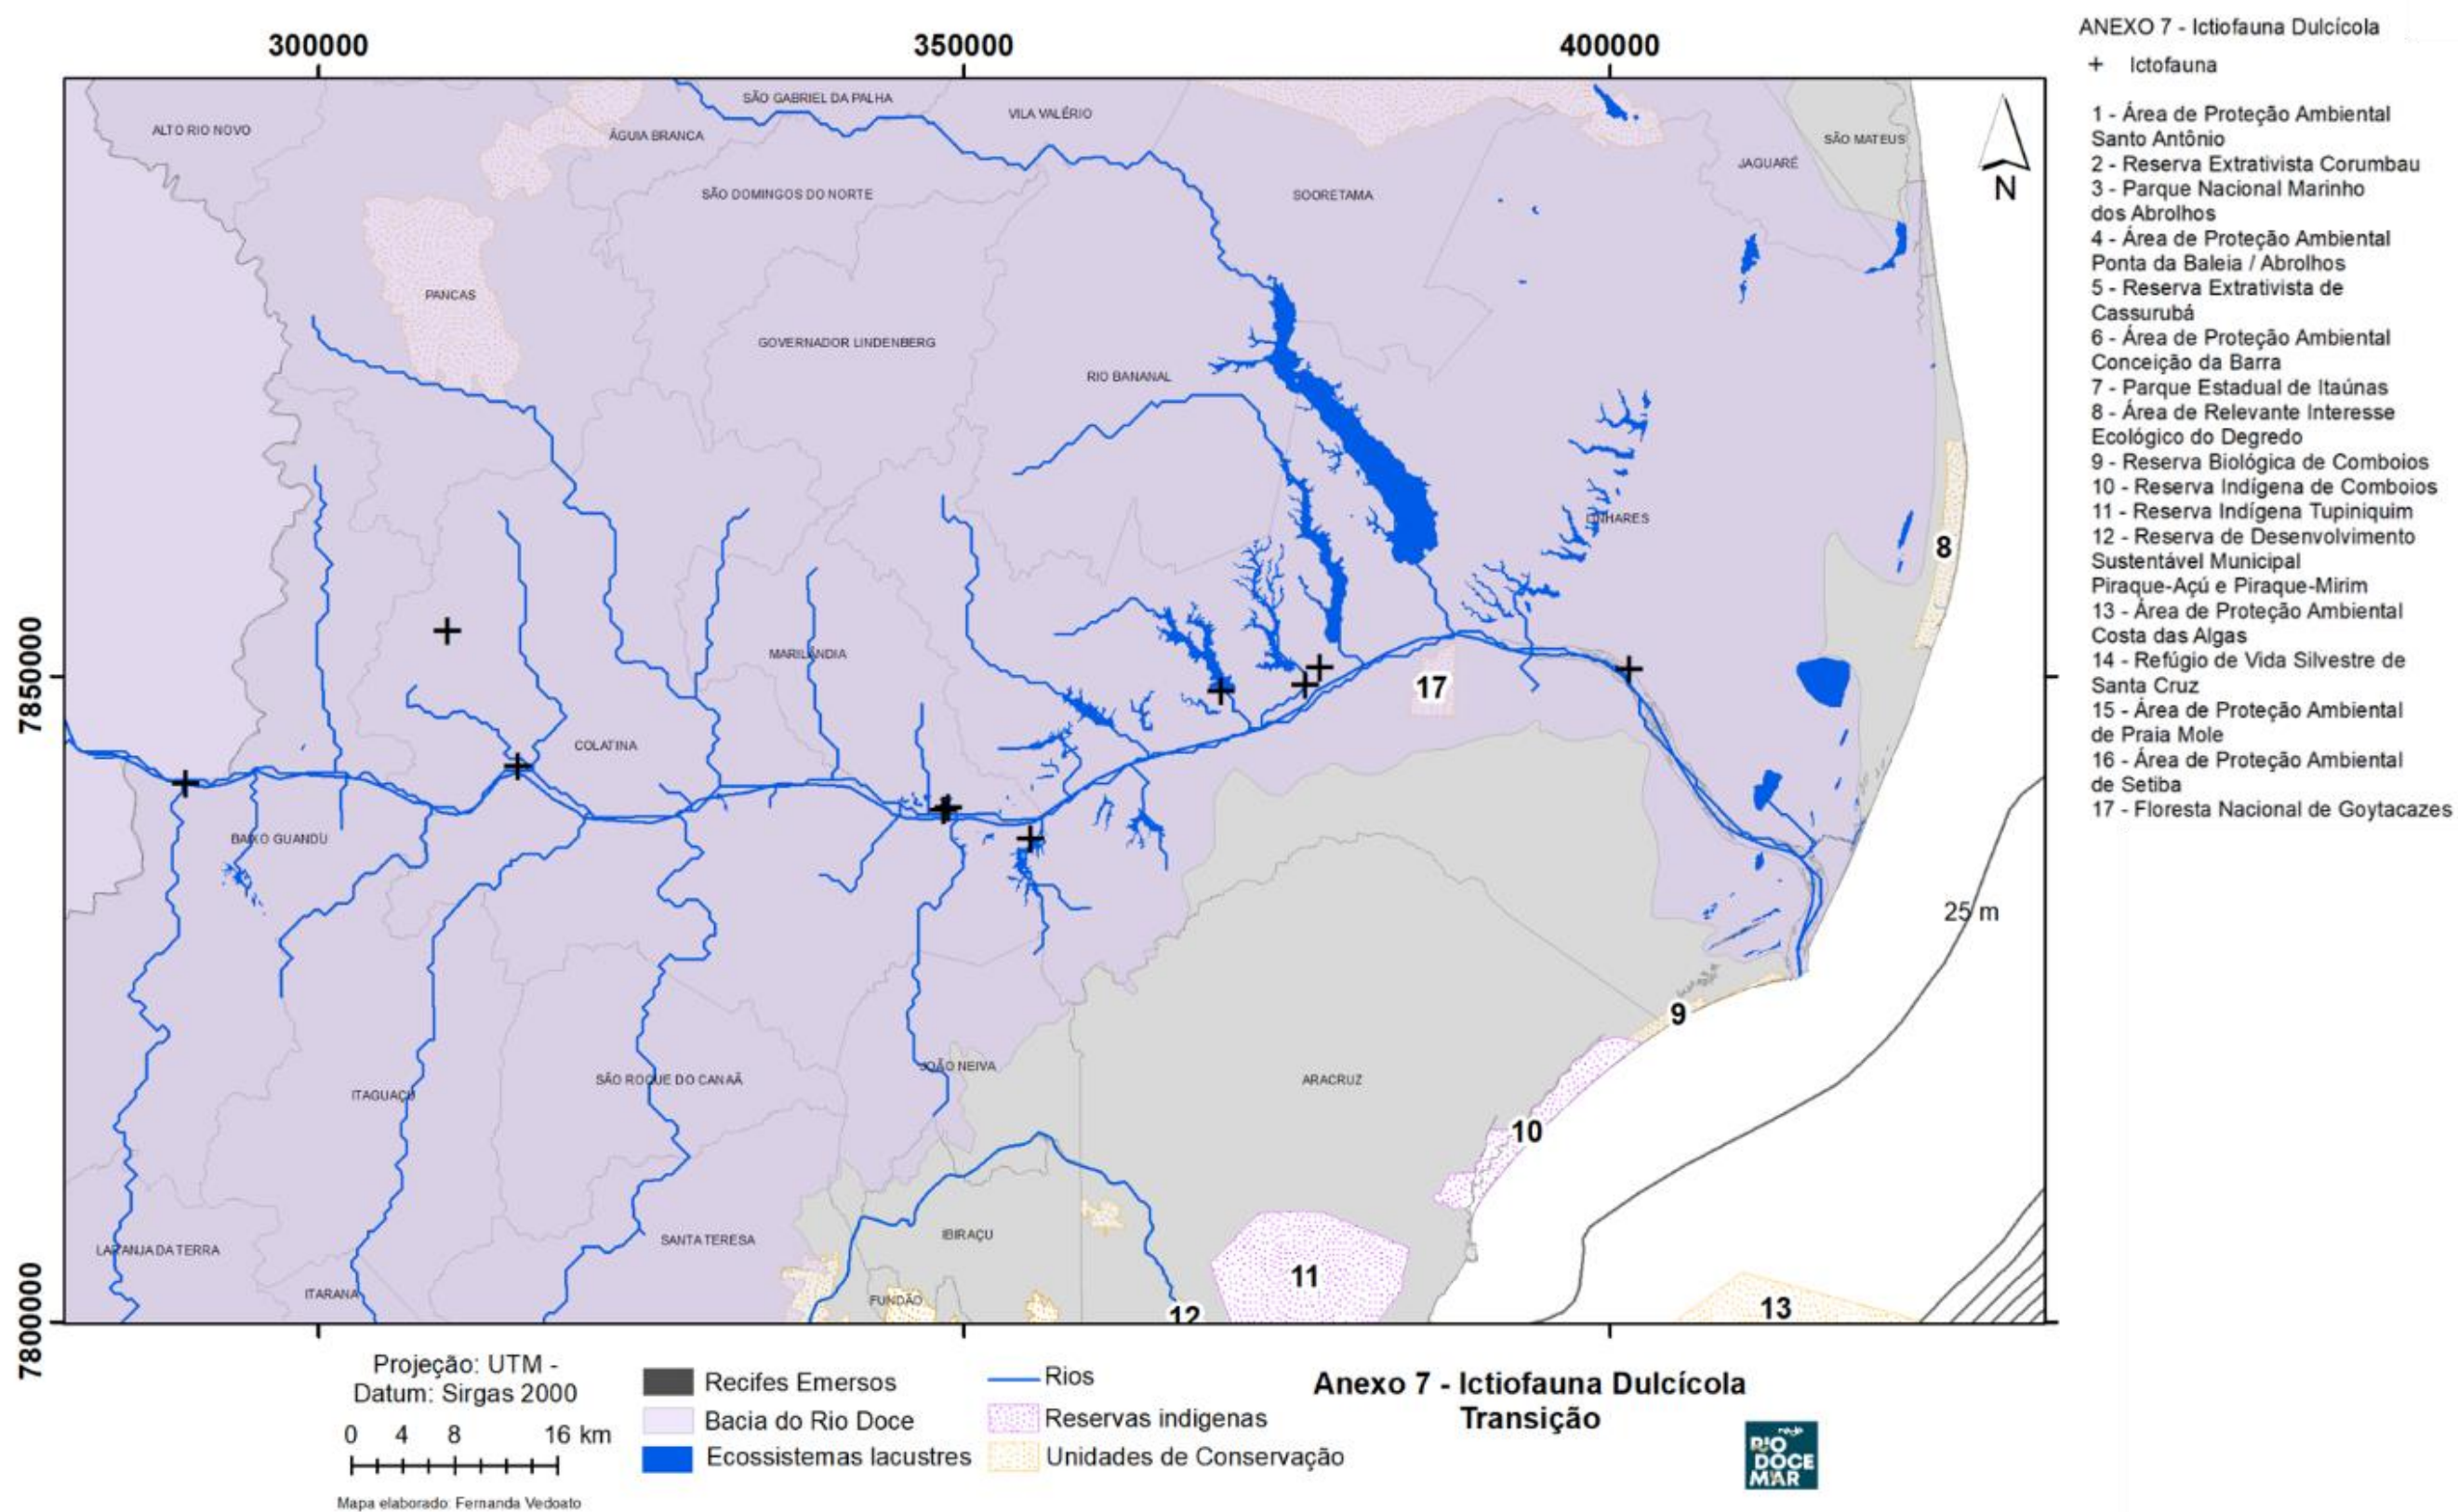 300000
350000
400000
ALTO RIO NOVO
ÁGUIA BRANCA
SÃO GABRIEL DA PALHA
VILA VALÉRIO
SÃO MATEUS
JAGUARÉ
SÃO DOMINGOS DO NORTE
SOORETAMA
N
PANCAS
GOVERNADOR LINDENBERG
RIO BANANAL
LINHARES
8
7850000
MARILÂNDIA
17
COLATINA
BAIXO GUANDU
25 m
9
JOÃO NEIVA
SÃO ROQUE DO CANAÃ
ARACRUZ
ITAGUAÇU
10
LARANJA DA TERRA
SANTA TERESA
IBIRAÇU
11
ITARANA
FUNDÃO
12
13
7800000
ANEXO 7 - Ictiofauna Dulcícola
+ Ictofauna
1 - Área de Proteção Ambiental
Santo Antônio
2 - Reserva Extrativista Corumbau
3 - Parque Nacional Marinho
dos Abrolhos
4 - Área de Proteção Ambiental
Ponta da Baleia / Abrolhos
5 - Reserva Extrativista de
Cassurubá
6 - Área de Proteção Ambiental
Conceição da Barra
7 - Parque Estadual de Itaúnas
8 - Área de Relevante Interesse
Ecológico do Degredo
9 - Reserva Biológica de Comboios
10 - Reserva Indígena de Comboios
11 - Reserva Indígena Tupiniquim
12 - Reserva de Desenvolvimento
Sustentável Municipal
Piraque-Açú e Piraque-Mirim
13 - Área de Proteção Ambiental
Costa das Algas
14 - Refúgio de Vida Silvestre de
Santa Cruz
15 - Área de Proteção Ambiental
de Praia Mole
16 - Área de Proteção Ambiental
de Setiba
17 - Floresta Nacional de Goytacazes
Projeção: UTM -
Datum: Sirgas 2000
0 4 8 16 km
Mapa elaborado: Fernanda Vedoato
Recifes Emersos
Bacia do Rio Doce
Ecossistemas lacustres
Rios
Reservas indigenas
Unidades de Conservação
Anexo 7 - Ictiofauna Dulcícola
Transição
rede
RIO
DOCE
MAR